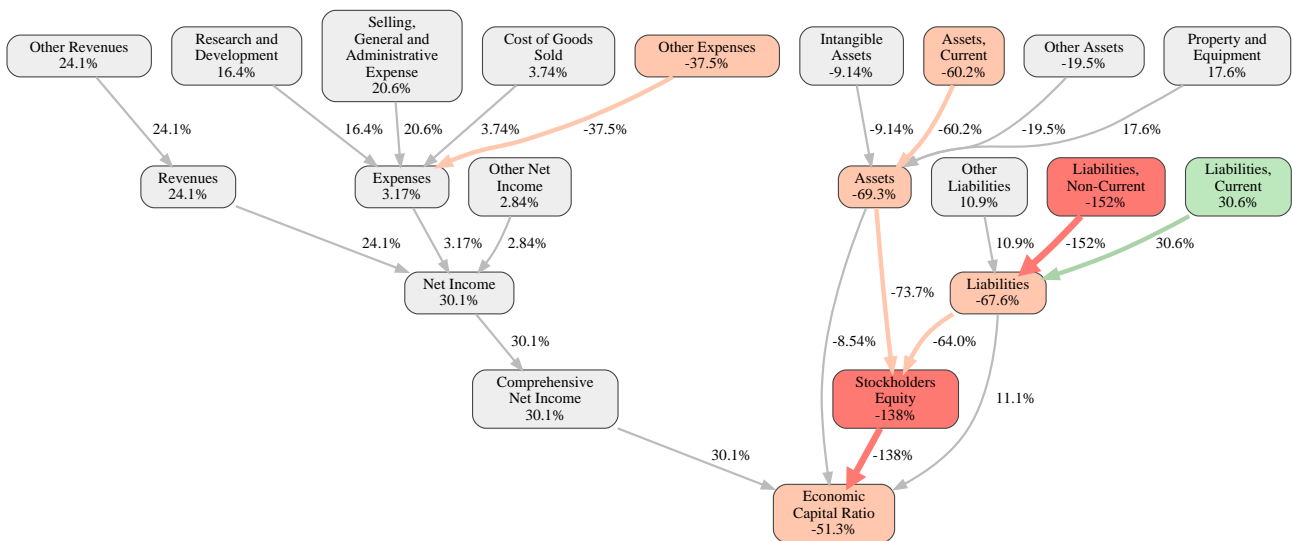 Other Revenues
24.1%
Research and
Development
16.4%
Selling,
General and
Administrative
Expense
20.6%
Cost of Goods
Sold
3.74%
Other Expenses
-37.5%
Intangible
Assets
-9.14%
Assets,
Current
-60.2%
Other Assets
-19.5%
Property and
Equipment
17.6%
24.1%
16.4%
20.6%
3.74%
-37.5%
-9.14%
-60.2%
-19.5%
17.6%
Revenues
24.1%
Expenses
3.17%
Other Net
Income
2.84%
Assets
-69.3%
Other
Liabilities
10.9%
Liabilities,
Non-Current
-152%
Liabilities,
Current
30.6%
24.1%
3.17%
2.84%
10.9%
-152%
30.6%
Net Income
30.1%
Liabilities
-67.6%
-73.7%
30.1%
-8.54%
-64.0%
Comprehensive
Net Income
30.1%
Stockholders
Equity
-138%
11.1%
30.1%
-138%
Economic
Capital Ratio
-51.3%